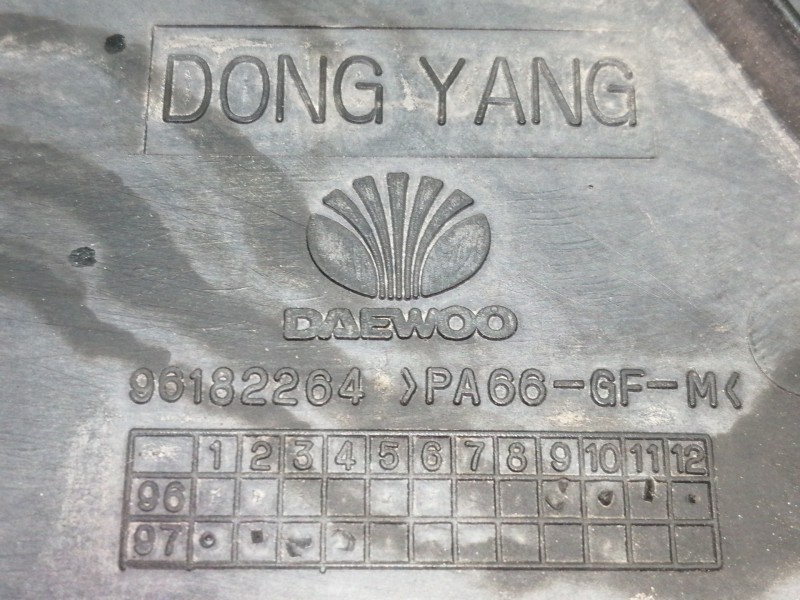 DONG YANG
DAEWOO
96182264 >PA66-GF-M<
1 2 3 4 5 6 7 8 9 10 11 12
96
97